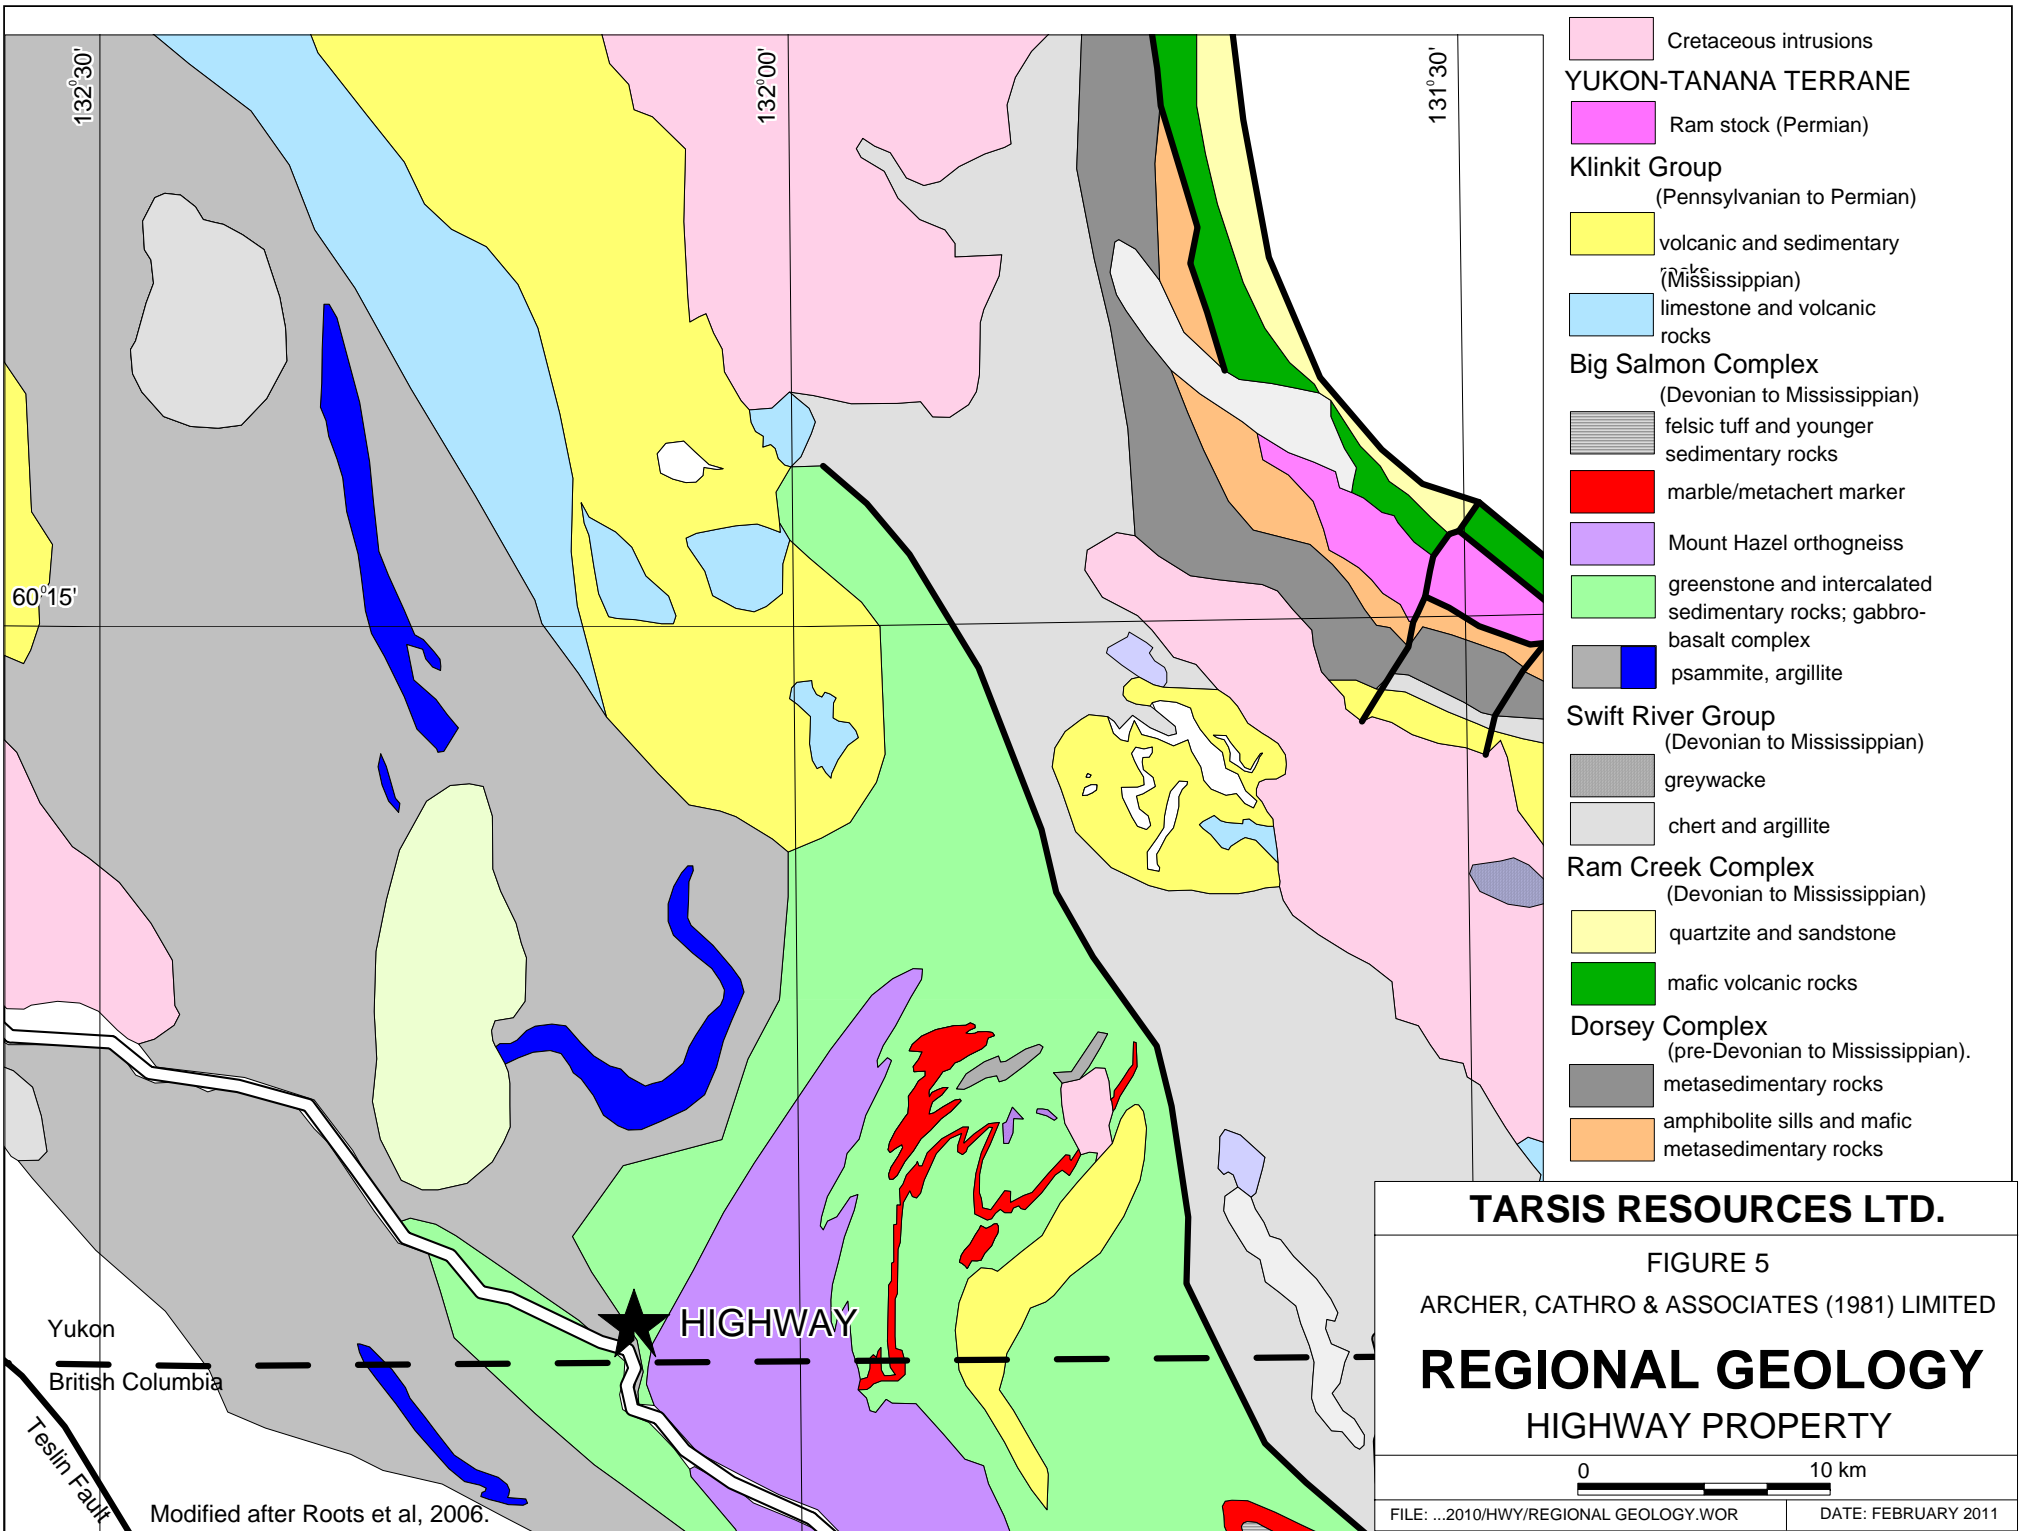 132°30'
132°00'
131°30'
60°15'
HIGHWAY
Yukon
British Columbia
Teslin Fault
Modified after Roots et al, 2006.
Cretaceous intrusions
YUKON-TANANA TERRANE
Ram stock (Permian)
Klinkit Group
(Pennsylvanian to Permian)
volcanic and sedimentary
rocks
(Mississippian)
limestone and volcanic
rocks
Big Salmon Complex
(Devonian to Mississippian)
felsic tuff and younger
sedimentary rocks
marble/metachert marker
Mount Hazel orthogneiss
greenstone and intercalated
sedimentary rocks; gabbro-
basalt complex
psammite, argillite
Swift River Group
(Devonian to Mississippian)
greywacke
chert and argillite
Ram Creek Complex
(Devonian to Mississippian)
quartzite and sandstone
mafic volcanic rocks
Dorsey Complex
(pre-Devonian to Mississippian).
metasedimentary rocks
amphibolite sills and mafic
metasedimentary rocks
TARSIS RESOURCES LTD.
FIGURE 5
ARCHER, CATHRO & ASSOCIATES (1981) LIMITED
REGIONAL GEOLOGY
HIGHWAY PROPERTY
0 10 km
FILE: ...2010/HWY/REGIONAL GEOLOGY.WOR
DATE: FEBRUARY 2011